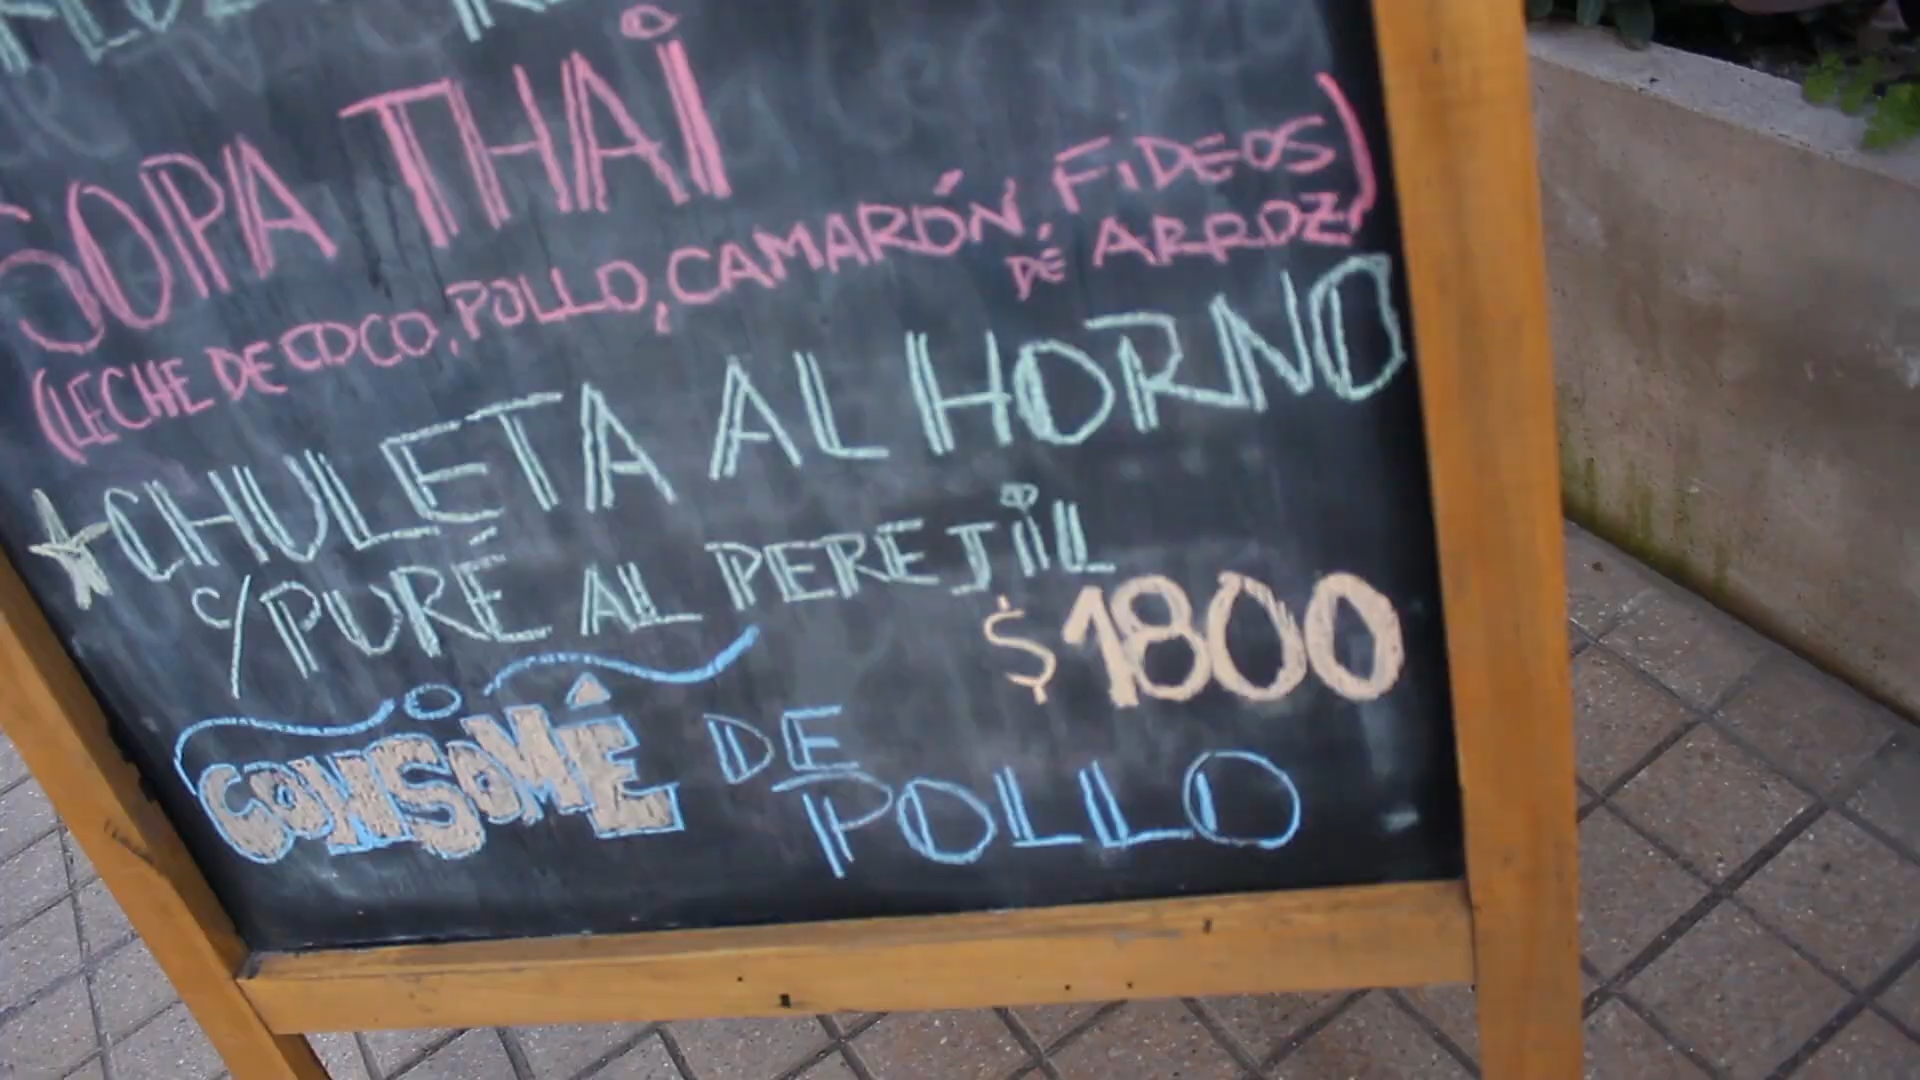 SOPA THAI
(LECHE DE COCO, POLLO, CAMARÓN, FIDEOS
DE ARROZ)
CHULETA AL HORNO
C/PURÉ AL PEREJIL
$1800
CONSOMÉ DE
POLLO